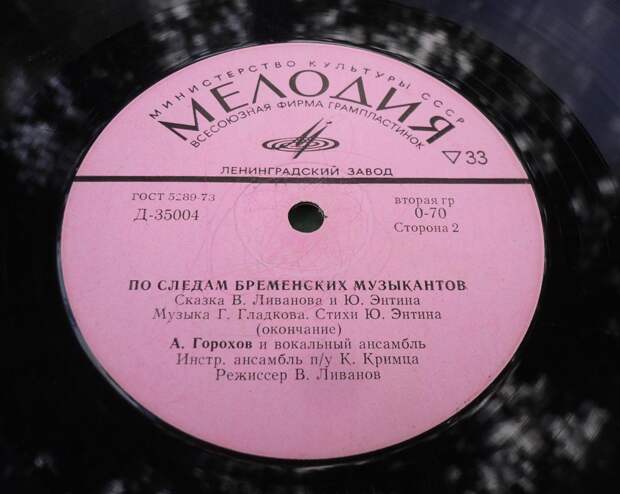 МИНИСТЕРСТВО КУЛЬТУРЫ СССР
МЕЛОДИЯ
ВСЕСОЮЗНАЯ ФИРМА ГРАМПЛАСТИНОК
▽33
ЛЕНИНГРАДСКИЙ ЗАВОД
ГОСТ 5289-73
Д-35004
вторая гр
0-70
Сторона 2
ПО СЛЕДАМ БРЕМЕНСКИХ МУЗЫКАНТОВ
Сказка В. Ливанова и Ю. Энтина
Музыка Г. Гладкова. Стихи Ю. Энтина
(окончание)
А. Горохов и вокальный ансамбль
Инстр. ансамбль п/у К. Кримца
Режиссер В. Ливанов